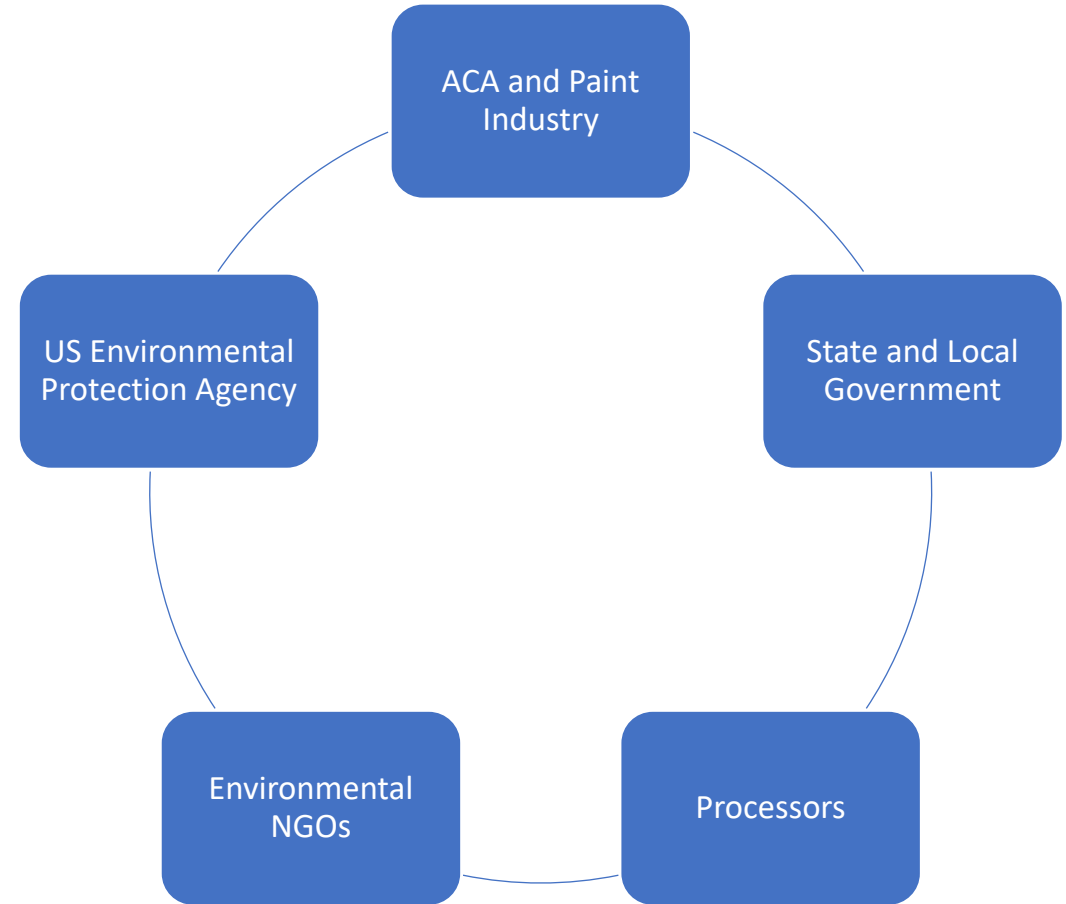 ACA and Paint
Industry
US Environmental
Protection Agency
State and Local
Government
Environmental
NGOs
Processors